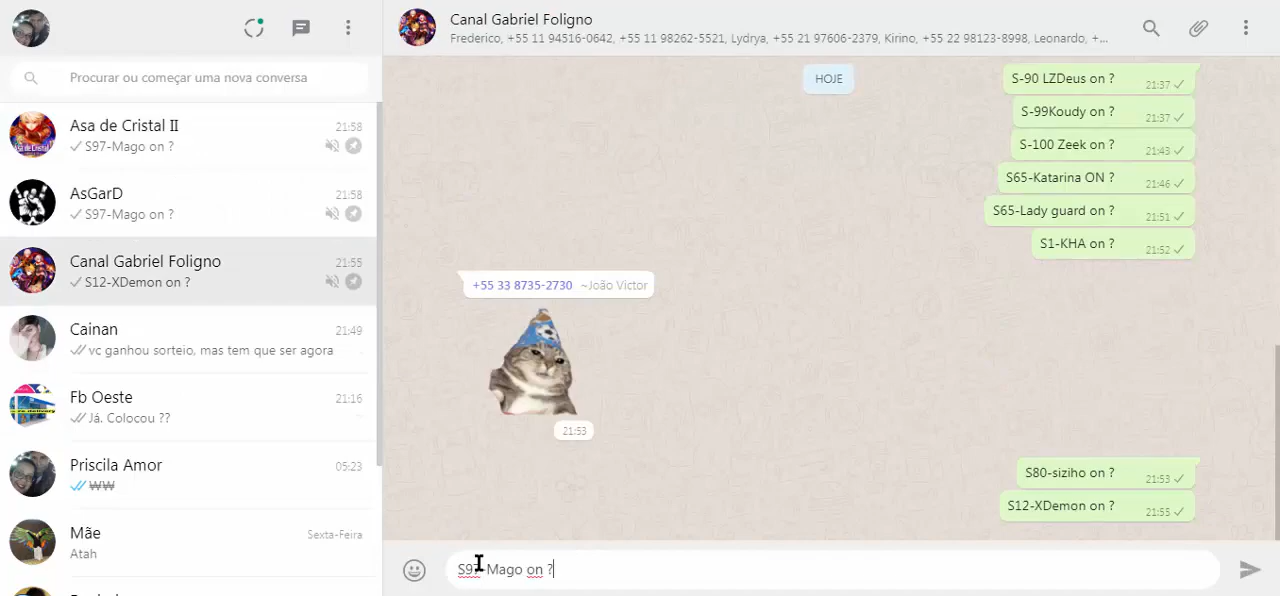 Procurar ou começar uma nova conversa
Asa de Cristal II
21:58
S97-Mago on ?
AsGarD
21:58
S97-Mago on ?
Canal Gabriel Foligno
21:55
S12-XDemon on ?
Cainan
21:49
vc ganhou sorteio, mas tem que ser agora
Fb Oeste
21:16
Já. Colocou ??
Priscila Amor
05:23
WW
Mãe
Sexta-Feira
Atah
Canal Gabriel Foligno
Frederico, +55 11 94516-0642, +55 11 98262-5521, Lydrya, +55 21 97606-2379, Kirino, +55 22 98123-8998, Leonardo, +...
HOJE
S-90 LZDeus on ?
21:37
S-99Koudy on ?
21:37
S-100 Zeek on ?
21:43
S65-Katarina ON ?
21:46
S65-Lady guard on ?
21:51
S1-KHA on ?
21:52
+55 33 8735-2730 ~João Victor
21:53
S80-siziho on ?
21:53
S12-XDemon on ?
21:55
S97-Mago on ?